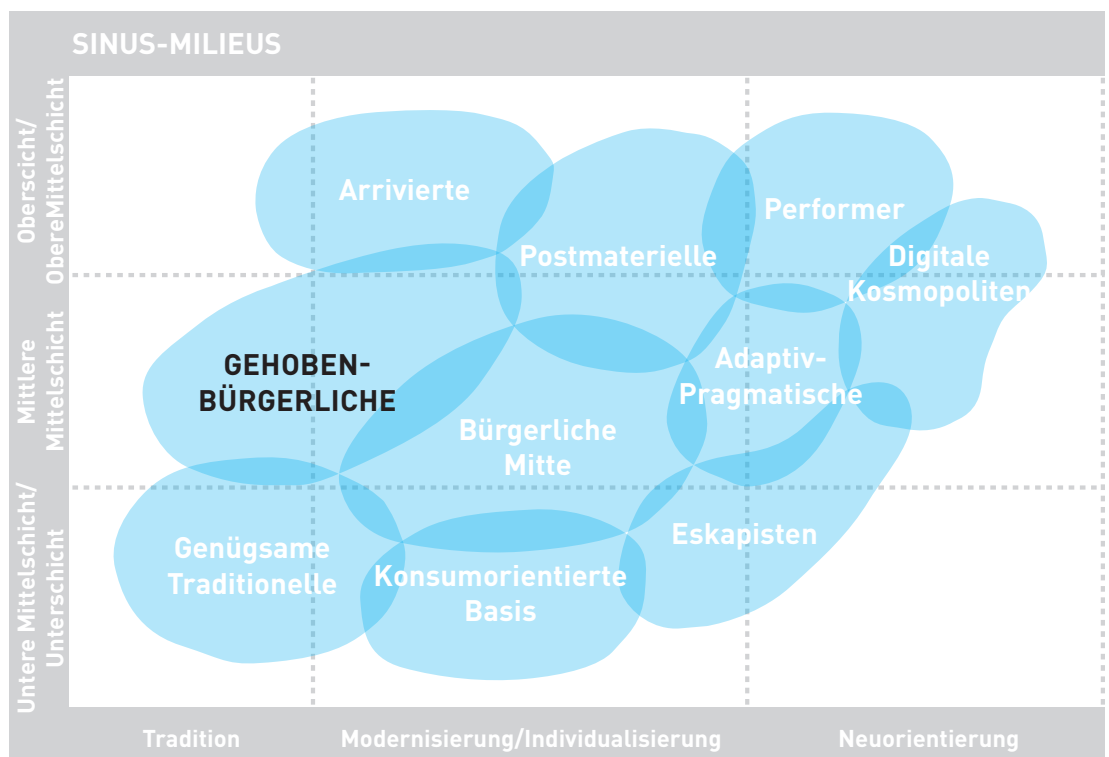 SINUS-MILIEUS
Oberscicht/
ObereMittelschicht
Mittlere
Mittelschicht
Untere Mittelschicht/
Unterschicht
Arrivierte
Postmaterielle
Performer
Digitale
Kosmopoliten
GEHOBEN-
BÜRGERLICHE
Adaptiv-
Pragmatische
Bürgerliche
Mitte
Genügsame
Traditionelle
Konsumorientierte
Basis
Eskapisten
Tradition
Modernisierung/Individualisierung
Neuorientierung